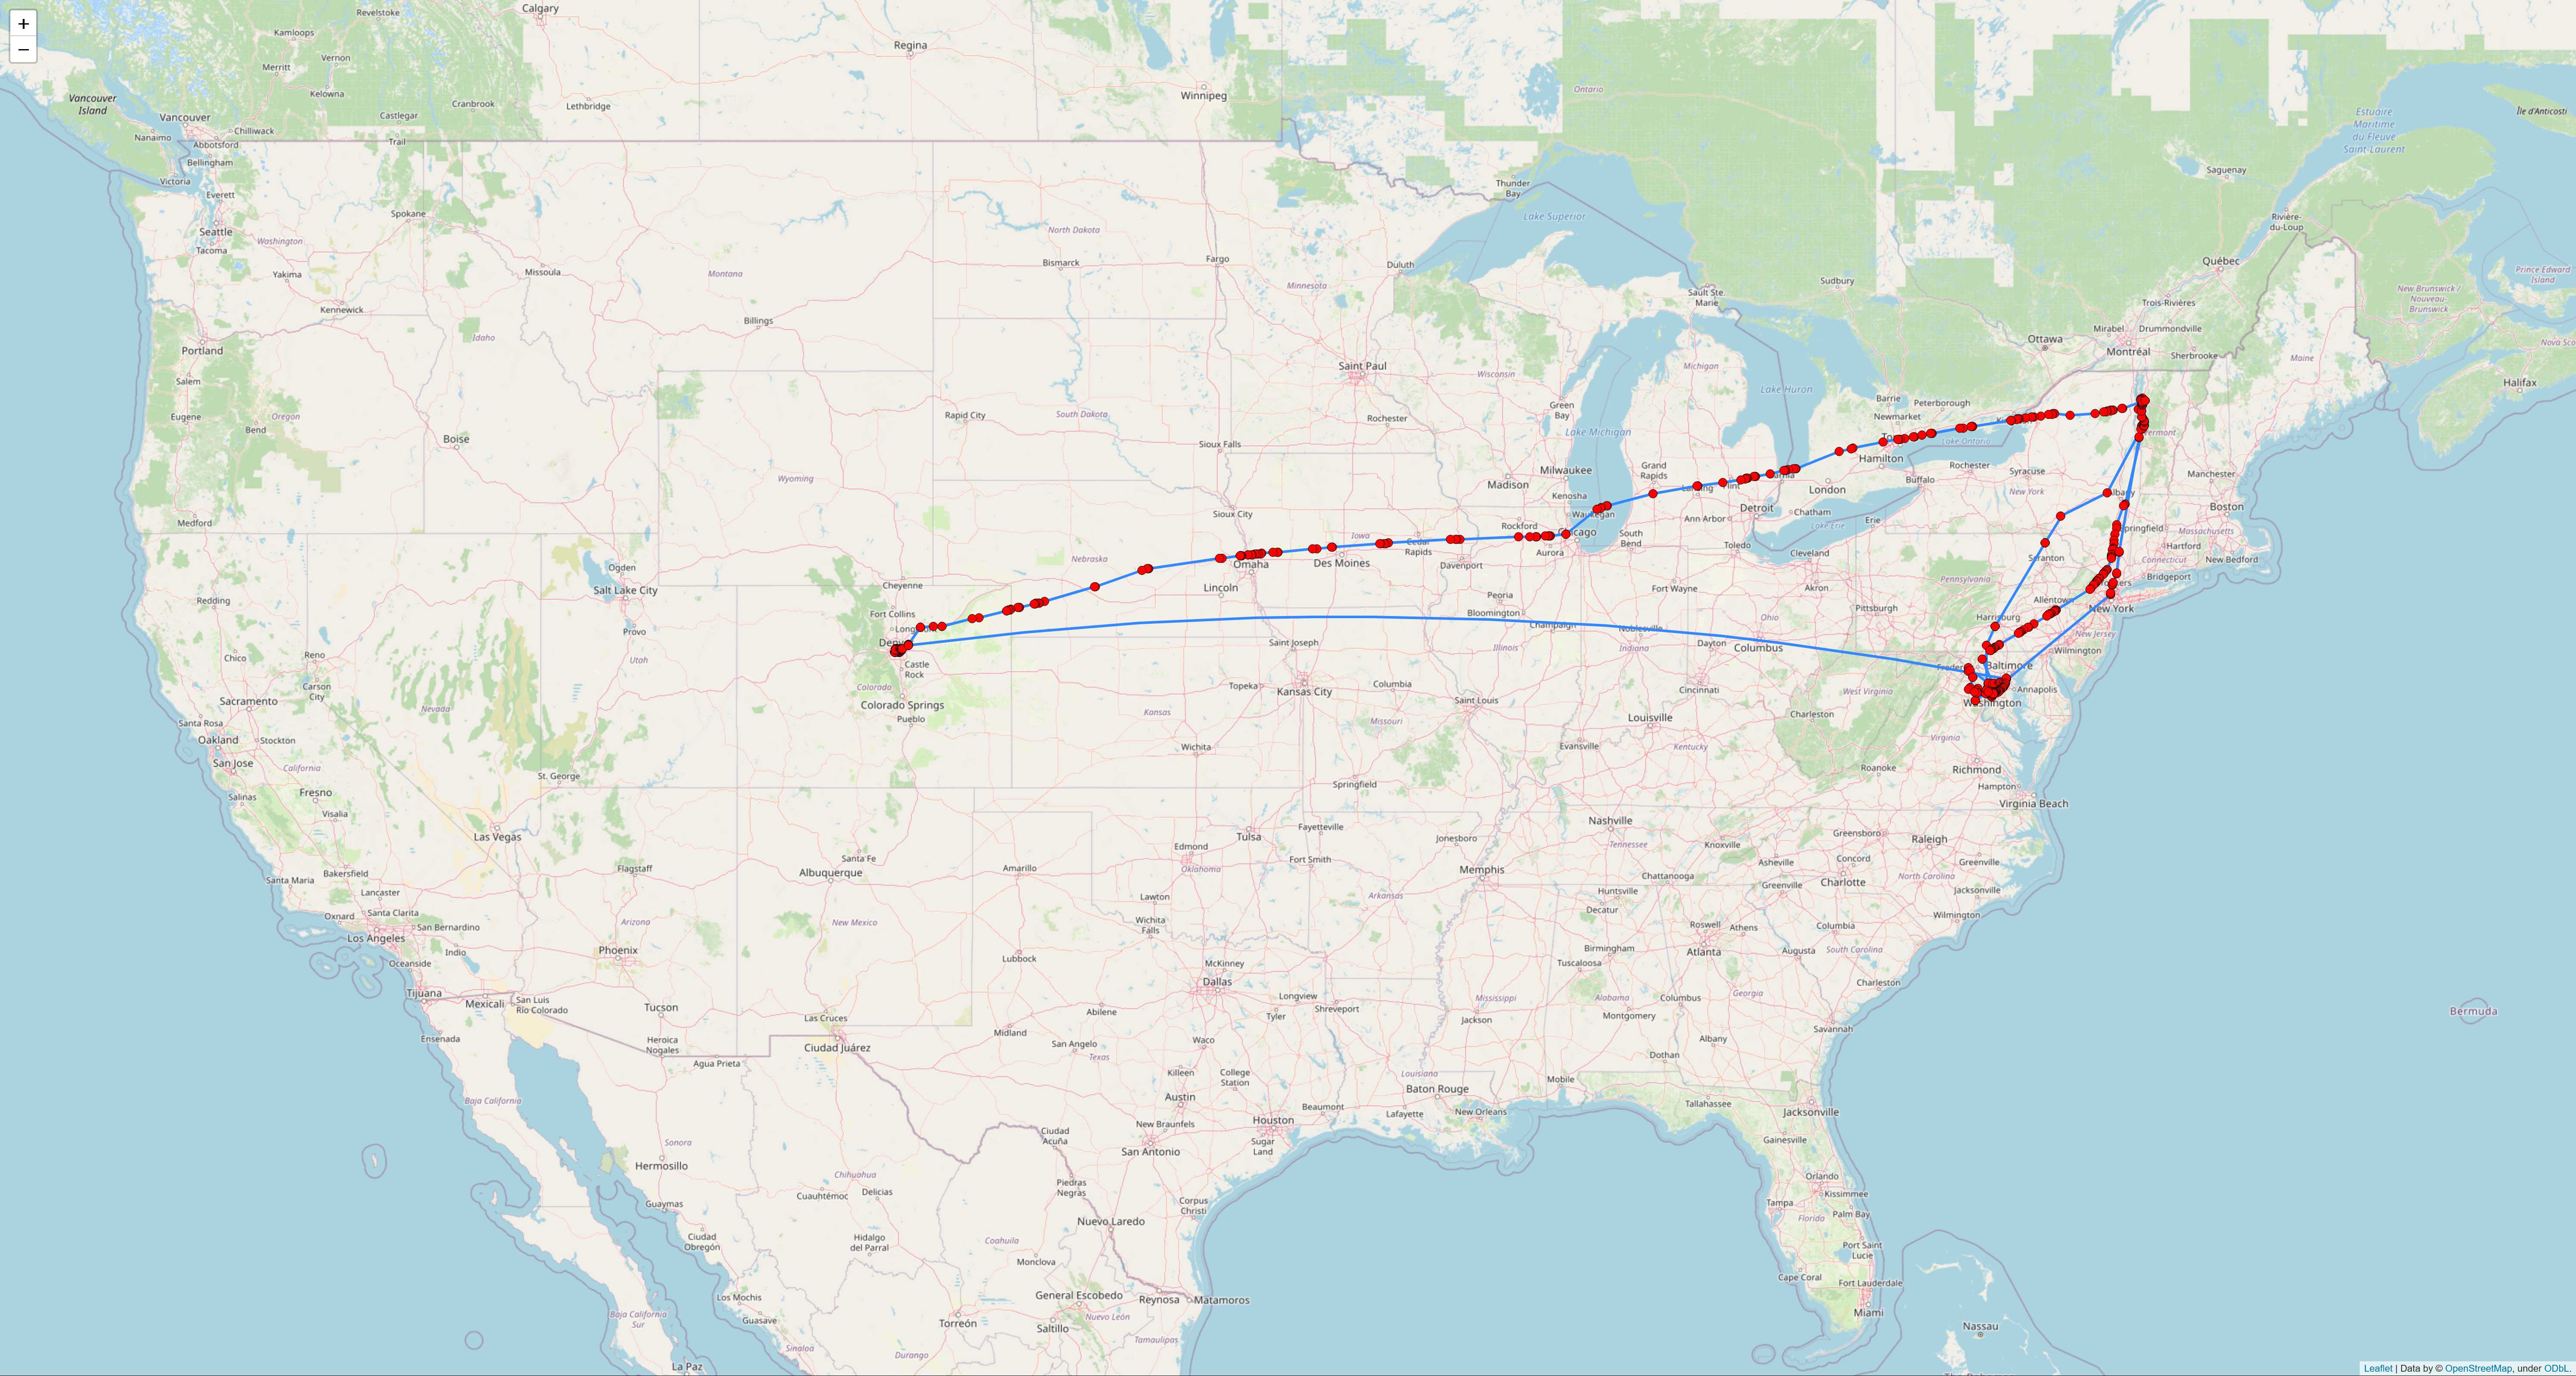 +
−
Calgary
Revelstoke
Kamloops
Regina
Vernon
Merritt
Kelowna
Winnipeg
Ontario
Vancouver
Island
Cranbrook
Lethbridge
Castlegar
Vancouver
Chilliwack
Nanaimo
Trail
Abbotsford
Bellingham
Victoria
Everett
Estuaire
Maritime
du Fleuve
Saint-Laurent
Île d'Anticosti
Saguenay
Thunder
Bay
Lake Superior
Spokane
Seattle
Washington
Tacoma
Yakima
Missoula
Montana
North Dakota
Bismarck
Fargo
Duluth
Minnesota
Sudbury
Sault Ste.
Marie
Rivière-
du-Loup
Québec
Prince Edward
Island
New Brunswick /
Nouveau-
Brunswick
Trois-Rivières
Kennewick
Idaho
Billings
Portland
Salem
Mirabel
Drummondville
Ottawa
Montréal
Sherbrooke
Maine
Halifax
Saint Paul
Wisconsin
Michigan
Lake Huron
Barrie
Peterborough
Newmarket
Eugene
Oregon
Bend
Boise
Rapid City
South Dakota
Rochester
Green
Bay
Lake Michigan
Sioux Falls
Lake Ontario
Hamilton
Rochester
Syracuse
Manchester
Medford
Wyoming
Milwaukee
Madison
Grand
Rapids
Kenosha
London
Buffalo
New York
Boston
Sioux City
Rockford
Waukegan
Detroit
Chatham
Ann Arbor
Lake Erie
Erie
Massachusetts
Hartford
Iowa
Rapids
Aurora
South
Bend
Toledo
Cleveland
Connecticut
New Bedford
Bridgeport
Nebraska
Omaha
Des Moines
Davenport
Ogden
Salt Lake City
Cheyenne
Lincoln
Fort Wayne
Akron
Pennsylvania
Allentown
New York
Redding
Provo
Fort Collins
Peoria
Bloomington
Champaign
Noblesville
Ohio
Pittsburgh
Harrisburg
New Jersey
Chico
Reno
Utah
Castle
Rock
Saint Joseph
Illinois
Indiana
Dayton
Columbus
Wilmington
Baltimore
Carson
City
Sacramento
Nevada
Colorado
Colorado Springs
Pueblo
Topeka
Kansas City
Columbia
Cincinnati
West Virginia
Annapolis
Washington
Santa Rosa
Oakland
Stockton
San Jose
California
Kansas
Missouri
Saint Louis
Louisville
Charleston
Virginia
St. George
Wichita
Evansville
Kentucky
Roanoke
Richmond
Hampton
Virginia Beach
Salinas
Fresno
Visalia
Las Vegas
Springfield
Nashville
Tulsa
Fayetteville
Jonesboro
Tennessee
Knoxville
Greensboro
Raleigh
Santa Fe
Albuquerque
Edmond
Oklahoma
Fort Smith
Memphis
Asheville
Concord
Greenville
Charlotte
North Carolina
Jacksonville
Santa Maria
Bakersfield
Lancaster
Flagstaff
Amarillo
Chattanooga
Greenville
Huntsville
Decatur
Oxnard
Santa Clarita
San Bernardino
Los Angeles
Arizona
New Mexico
Lawton
Wichita
Falls
Arkansas
Wilmington
Roswell
Athens
Columbia
Indio
Oceanside
Phoenix
Lubbock
McKinney
Birmingham
Tuscaloosa
Atlanta
Augusta
South Carolina
Tijuana
Mexicali
San Luis
Río Colorado
Dallas
Longview
Tyler
Shreveport
Mississippi
Jackson
Alabama
Montgomery
Columbus
Georgia
Charleston
Ensenada
Tucson
Heroica
Nogales
Agua Prieta
Las Cruces
Ciudad Juárez
Abilene
Midland
San Angelo
Texas
Waco
Albany
Dothan
Savannah
Bermuda
Baja California
Killeen
College
Station
Louisiana
Baton Rouge
Mobile
Austin
Beaumont
Lafayette
New Orleans
Tallahassee
Jacksonville
Sonora
Ciudad
Acuña
New Braunfels
Houston
Sugar
Land
San Antonio
Gainesville
Hermosillo
Chihuahua
Cuauhtémoc
Delicias
Piedras
Negras
Corpus
Christi
Orlando
Kissimmee
Tampa
Florida
Palm Bay
Guaymas
Nuevo Laredo
Ciudad
Obregón
Hidalgo
del Parral
Coahuila
Monclova
Port Saint
Lucie
Cape Coral
Fort Lauderdale
Miami
Los Mochis
Guasave
General Escobedo
Reynosa
Matamoros
Nuevo León
Baja California
Sur
Torreón
Saltillo
Tamaulipas
Nassau
Sinaloa
Durango
La Paz
Leaflet | Data by © OpenStreetMap, under ODbL.